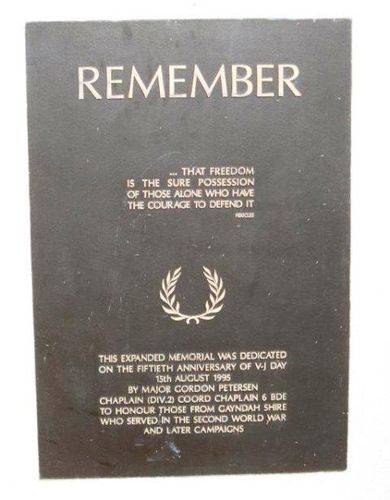 REMEMBER
... THAT FREEDOM
IS THE SURE POSSESSION
OF THOSE ALONE WHO HAVE
THE COURAGE TO DEFEND IT
PERICLES
THIS EXPANDED MEMORIAL WAS DEDICATED
ON THE FIFTIETH ANNIVERSARY OF V-J DAY
15th AUGUST 1995
BY MAJOR GORDON PETERSEN
CHAPLAIN (DIV.2) COORD CHAPLAIN 6 BDE
TO HONOUR THOSE FROM GAYNDAH SHIRE
WHO SERVED IN THE SECOND WORLD WAR
AND LATER CAMPAIGNS